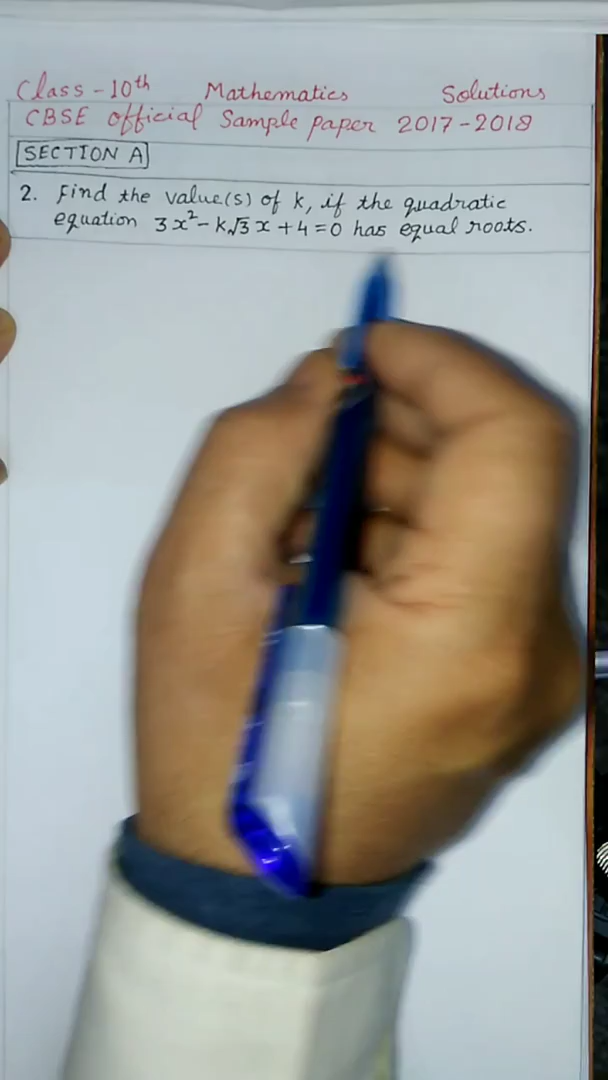 Class - 10th Mathematics Solutions
CBSE official Sample paper 2017-2018
SECTION A
2. Find the value(s) of k, if the quadratic
equation 3x² - k√3 x + 4 = 0 has equal roots.